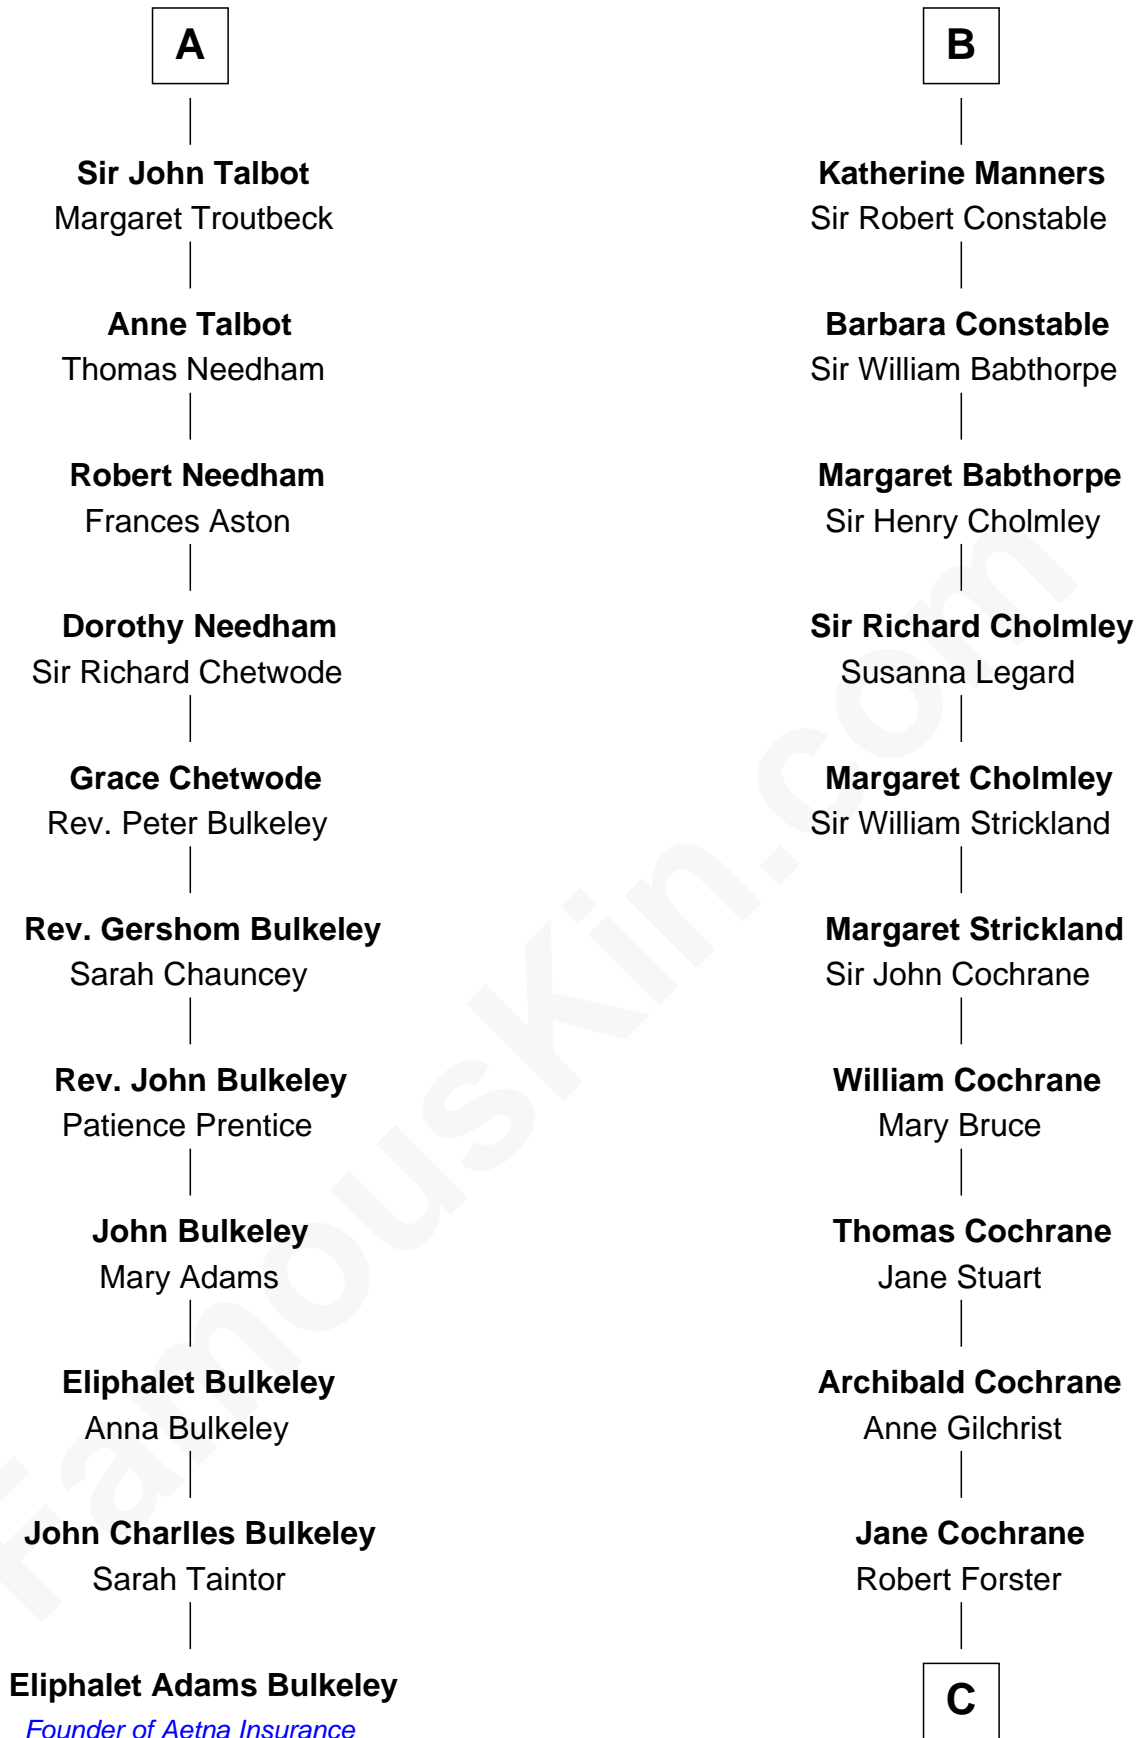 A
Sir John Talbot
Margaret Troutbeck
Anne Talbot
Thomas Needham
Robert Needham
Frances Aston
Dorothy Needham
Sir Richard Chetwode
Grace Chetwode
Rev. Peter Bulkeley
Rev. Gershom Bulkeley
Sarah Chauncey
Rev. John Bulkeley
Patience Prentice
John Bulkeley
Mary Adams
Eliphalet Bulkeley
Anna Bulkeley
John Charlles Bulkeley
Sarah Taintor
Eliphalet Adams Bulkeley
Founder of Aetna Insurance
B
Katherine Manners
Sir Robert Constable
Barbara Constable
Sir William Babthorpe
Margaret Babthorpe
Sir Henry Cholmley
Sir Richard Cholmley
Susanna Legard
Margaret Cholmley
Sir William Strickland
Margaret Strickland
Sir John Cochrane
William Cochrane
Mary Bruce
Thomas Cochrane
Jane Stuart
Archibald Cochrane
Anne Gilchrist
Jane Cochrane
Robert Forster
C
FamousKin.com